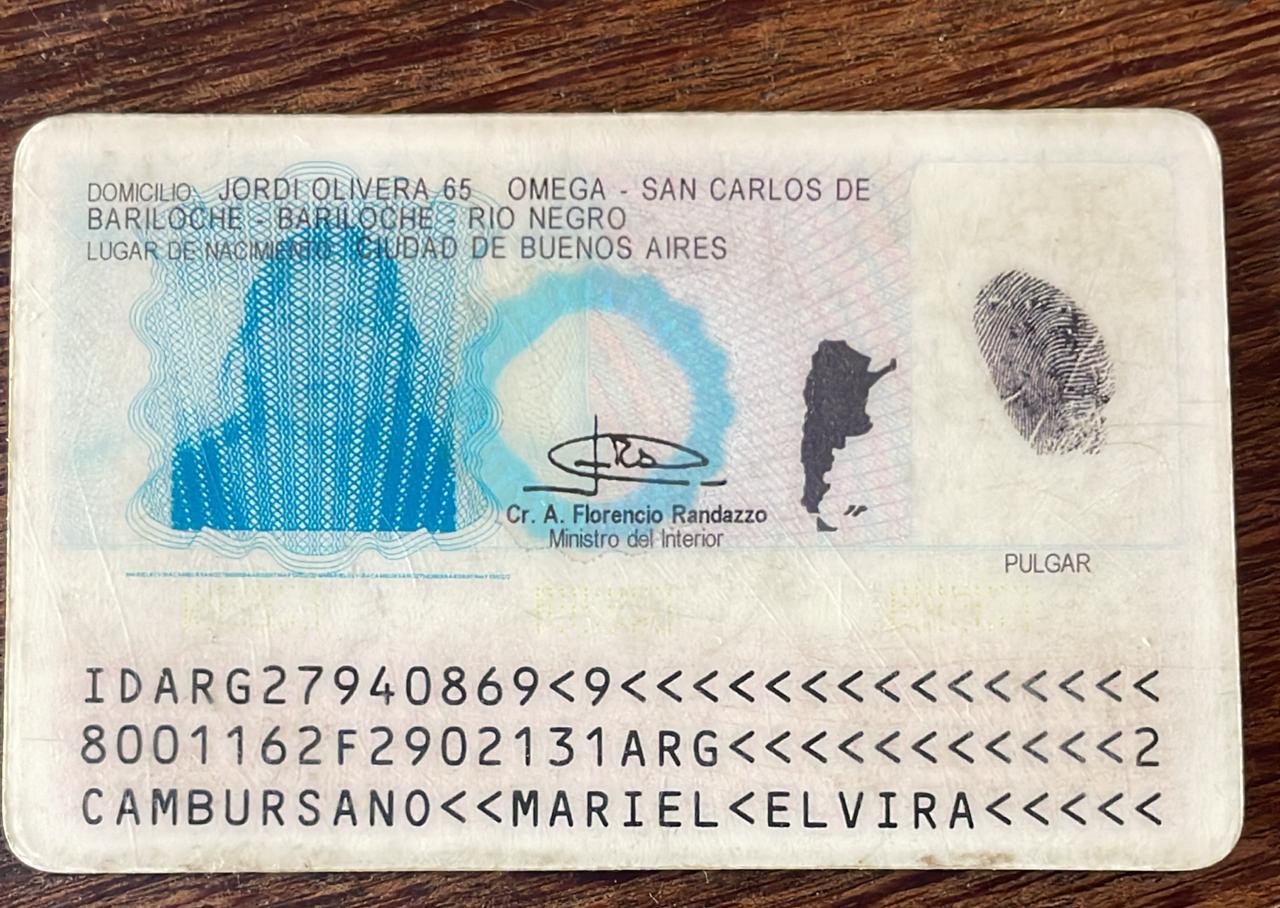 DOMICILIO: JORDI OLIVERA 65 OMEGA - SAN CARLOS DE
BARILOCHE - BARILOCHE - RIO NEGRO
LUGAR DE NACIMIENTO: CIUDAD DE BUENOS AIRES
Cr. A. Florencio Randazzo
Ministro del Interior
PULGAR
IDARG27940869<9<<<<<<<<<<<<<<<
8001162F2902131ARG<<<<<<<<<<<2
CAMBURSANO<<MARIEL<ELVIRA<<<<<